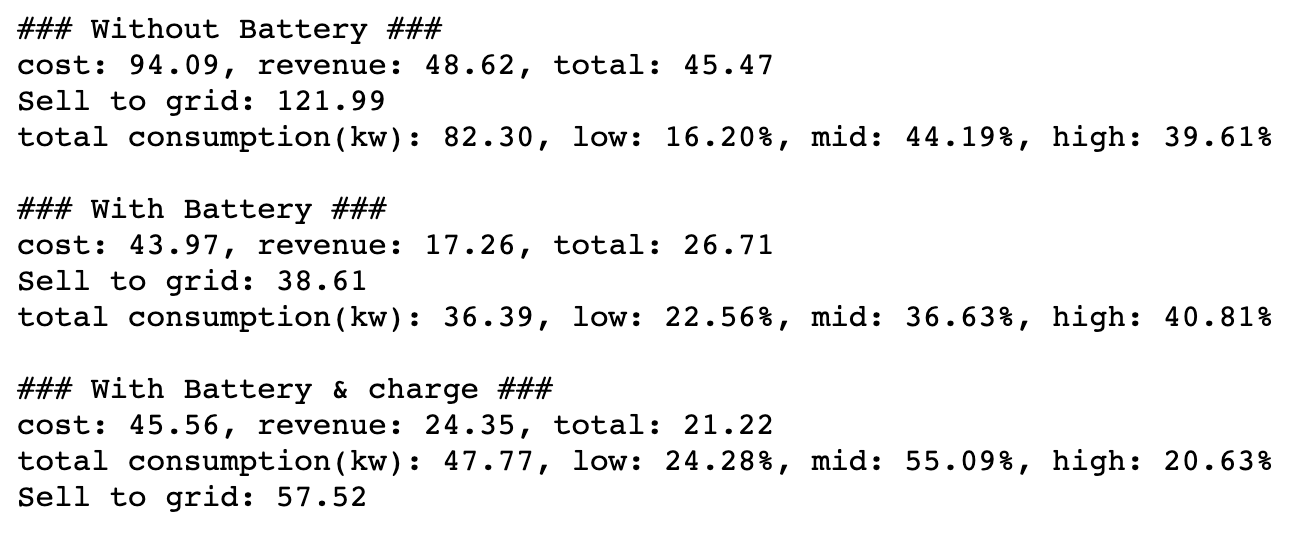 ### Without Battery ###
cost: 94.09, revenue: 48.62, total: 45.47
Sell to grid: 121.99
total consumption(kw): 82.30, low: 16.20%, mid: 44.19%, high: 39.61%
### With Battery ###
cost: 43.97, revenue: 17.26, total: 26.71
Sell to grid: 38.61
total consumption(kw): 36.39, low: 22.56%, mid: 36.63%, high: 40.81%
### With Battery & charge ###
cost: 45.56, revenue: 24.35, total: 21.22
total consumption(kw): 47.77, low: 24.28%, mid: 55.09%, high: 20.63%
Sell to grid: 57.52